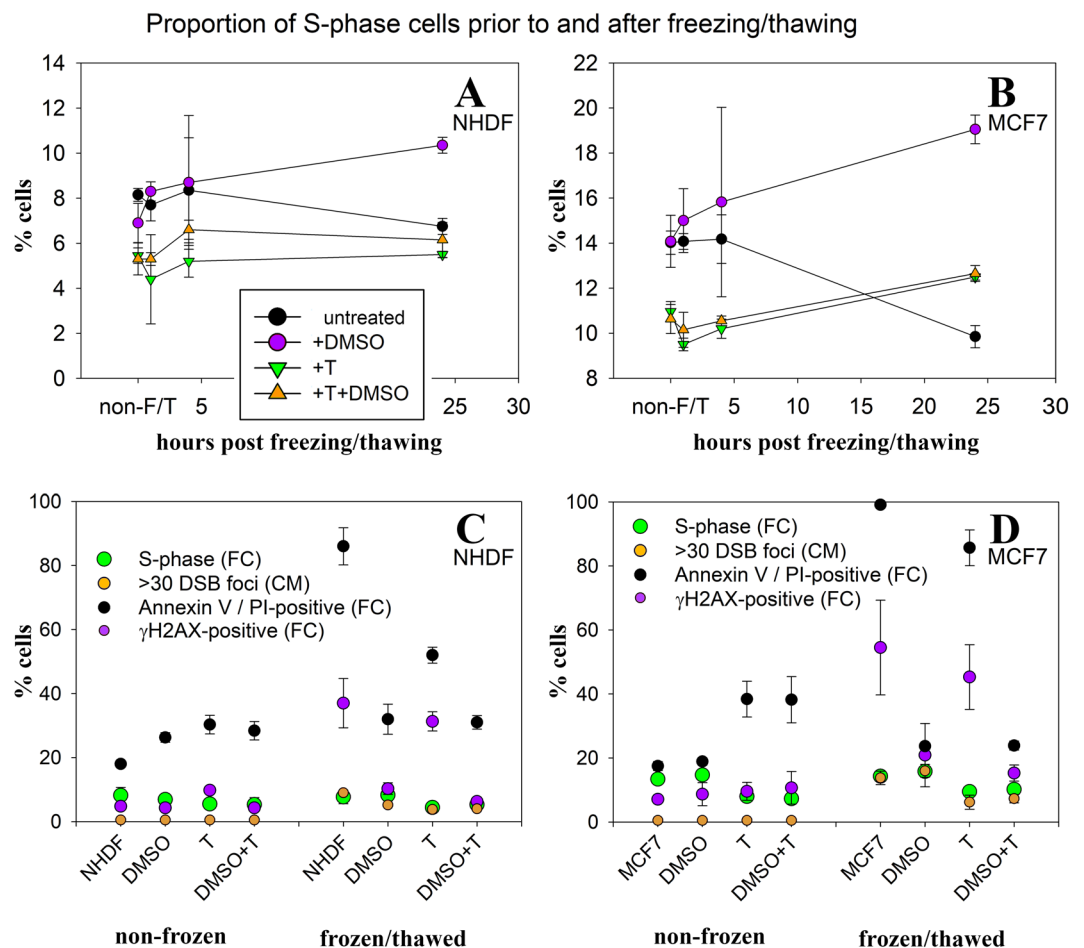 Proportion of S-phase cells prior to and after freezing/thawing
A
NHDF
% cells
14
12
10
8
6
4
2
0
non-F/T 5 25 30
hours post freezing/thawing
untreated
+DMSO
+T
+T+DMSO
B
MCF7
% cells
22
20
18
16
14
12
10
8
non-F/T 5 10 15 20 25 30
hours post freezing/thawing
C
NHDF
% cells
100
80
60
40
20
0
S-phase (FC)
>30 DSB foci (CM)
Annexin V / PI-positive (FC)
γH2AX-positive (FC)
NHDF DMSO T DMSO+T NHDF DMSO T DMSO+T
non-frozen frozen/thawed
D
MCF7
% cells
100
80
60
40
20
0
S-phase (FC)
>30 DSB foci (CM)
Annexin V / PI-positive (FC)
γH2AX-positive (FC)
MCF7 DMSO T DMSO+T MCF7 DMSO T DMSO+T
non-frozen frozen/thawed